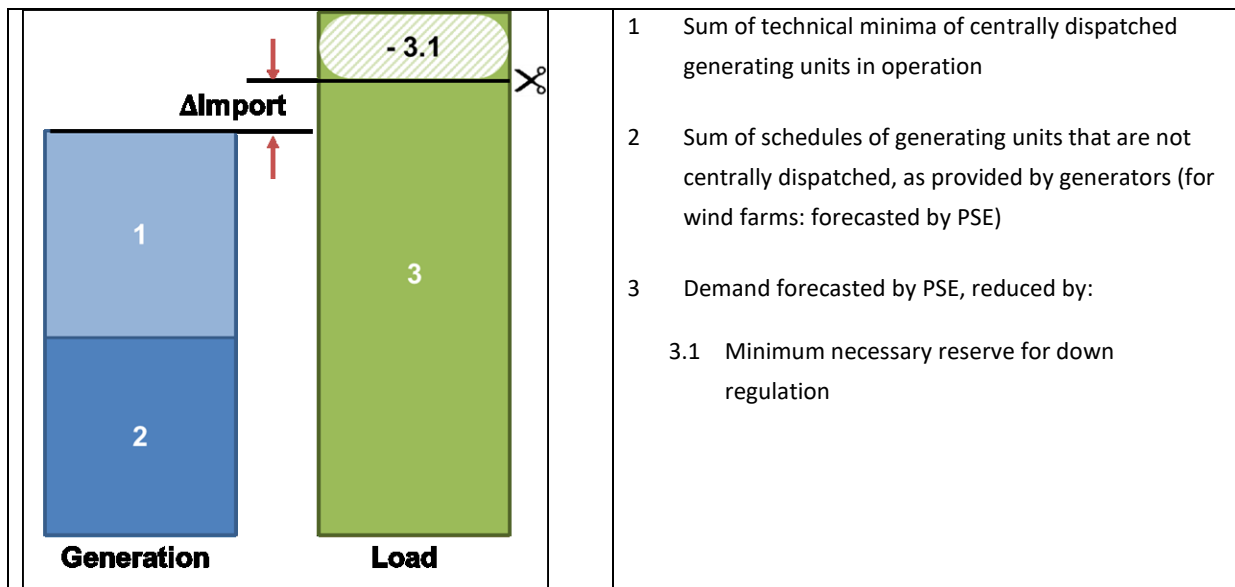 - 3.1
ΔImport
1
2
3
Generation
Load
1 Sum of technical minima of centrally dispatched
generating units in operation
2 Sum of schedules of generating units that are not
centrally dispatched, as provided by generators (for
wind farms: forecasted by PSE)
3 Demand forecasted by PSE, reduced by:
3.1 Minimum necessary reserve for down
regulation